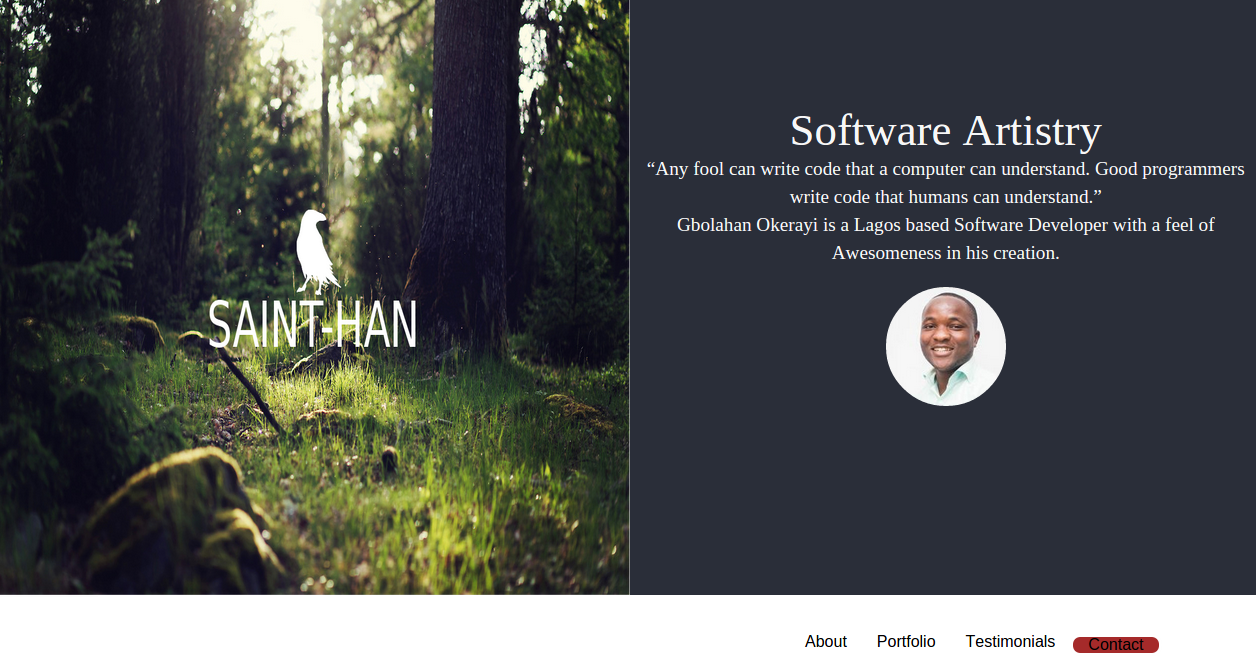 SAINT-HAN
Software Artistry
“Any fool can write code that a computer can understand. Good programmers
write code that humans can understand.”
Gbolahan Okerayi is a Lagos based Software Developer with a feel of
Awesomeness in his creation.
About Portfolio Testimonials Contact